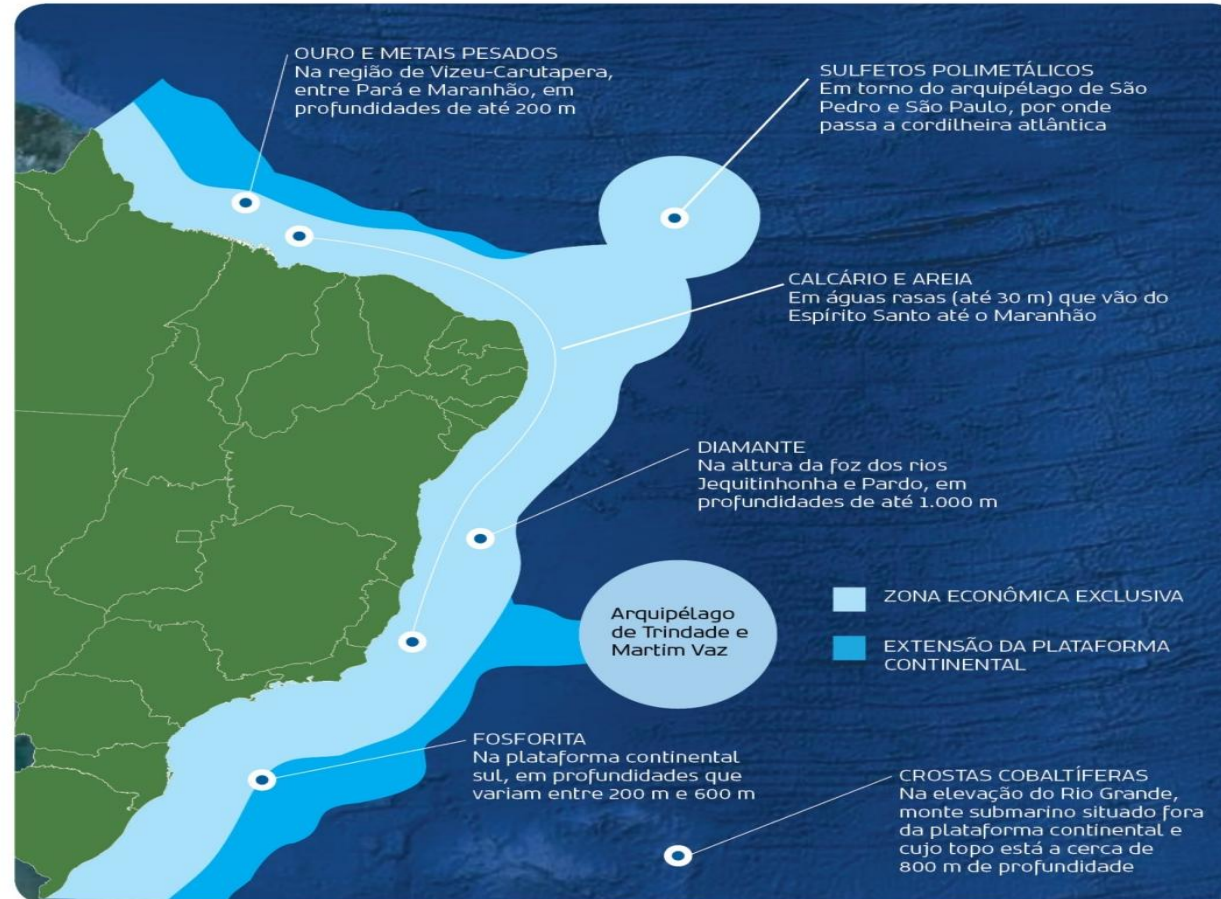 OURO E METAIS PESADOS
Na região de Vizeu-Carutapera,
entre Pará e Maranhão, em
profundidades de até 200 m
SULFETOS POLIMETÁLICOS
Em torno do arquipélago de São
Pedro e São Paulo, por onde
passa a cordilheira atlântica
CALCÁRIO E AREIA
Em águas rasas (até 30 m) que vão do
Espírito Santo até o Maranhão
DIAMANTE
Na altura da foz dos rios
Jequitinhonha e Pardo, em
profundidades de até 1.000 m
Arquipélago
de Trindade e
Martim Vaz
ZONA ECONÔMICA EXCLUSIVA
EXTENSÃO DA PLATAFORMA
CONTINENTAL
FOSFORITA
Na plataforma continental
sul, em profundidades que
variam entre 200 m e 600 m
CROSTAS COBALTÍFERAS
Na elevação do Rio Grande,
monte submarino situado fora
da plataforma continental e
cujo topo está a cerca de
800 m de profundidade